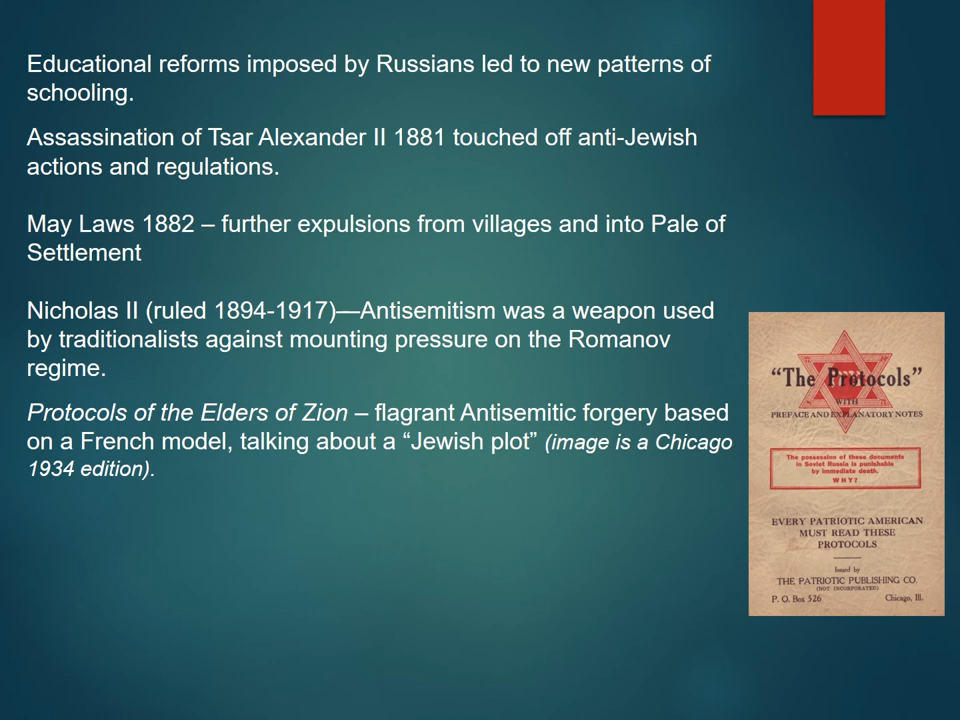 Educational reforms imposed by Russians led to new patterns of
schooling.
Assassination of Tsar Alexander II 1881 touched off anti-Jewish
actions and regulations.
May Laws 1882 – further expulsions from villages and into Pale of
Settlement
Nicholas II (ruled 1894-1917)—Antisemitism was a weapon used
by traditionalists against mounting pressure on the Romanov
regime.
Protocols of the Elders of Zion – flagrant Antisemitic forgery based
on a French model, talking about a “Jewish plot” (image is a Chicago
1934 edition).
“The Protocols”
WITH
PREFACE AND EXPLANATORY NOTES
The possession of these documents
in Soviet Russia is punishable
by immediate death.
WHY?
EVERY PATRIOTIC AMERICAN
MUST READ THESE
PROTOCOLS
Issued by
THE PATRIOTIC PUBLISHING CO.
(NOT INCORPORATED)
P. O. Box 526 Chicago, Ill.